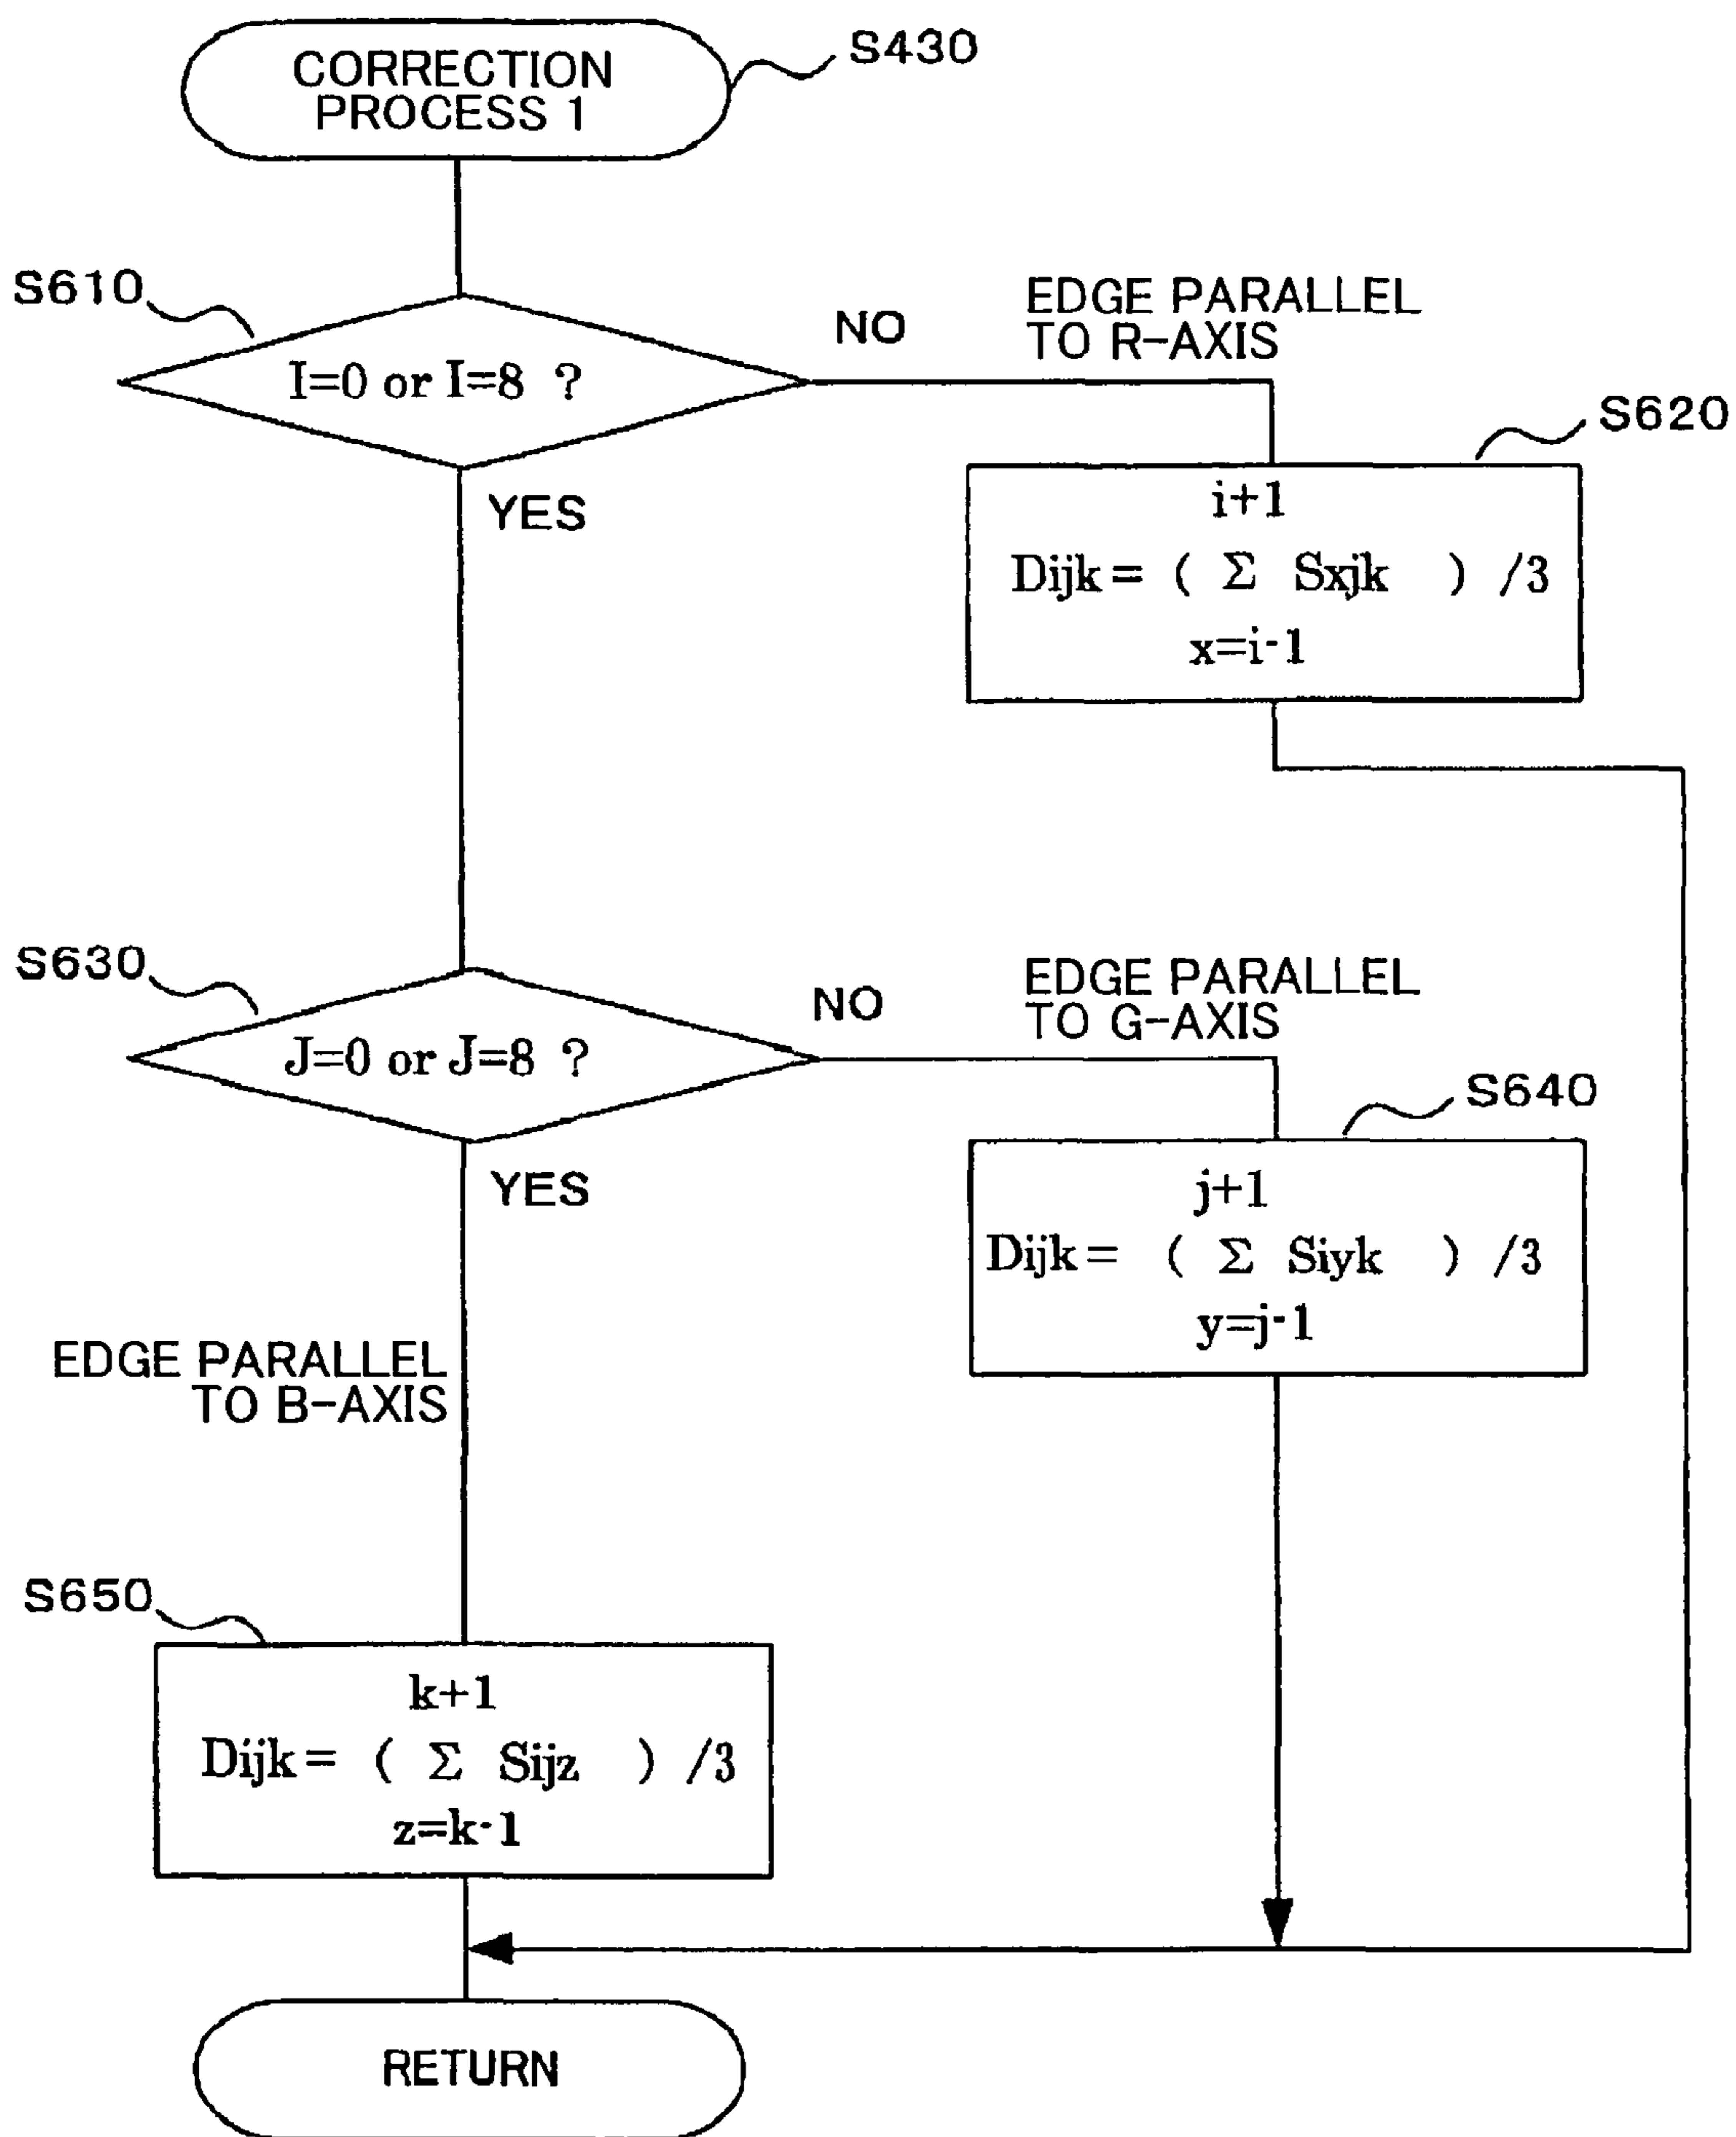 CORRECTION
PROCESS 1
S430
S610
I=0 or I=8 ?
NO
EDGE PARALLEL
TO R-AXIS
YES
S620
i+1
Dijk = ( Σ Sxjk ) /3
x=i-1
S630
J=0 or J=8 ?
NO
EDGE PARALLEL
TO G-AXIS
YES
S640
j+1
Dijk = ( Σ Siyk ) /3
y=j-1
EDGE PARALLEL
TO B-AXIS
S650
k+1
Dijk = ( Σ Sijz ) /3
z=k-1
RETURN